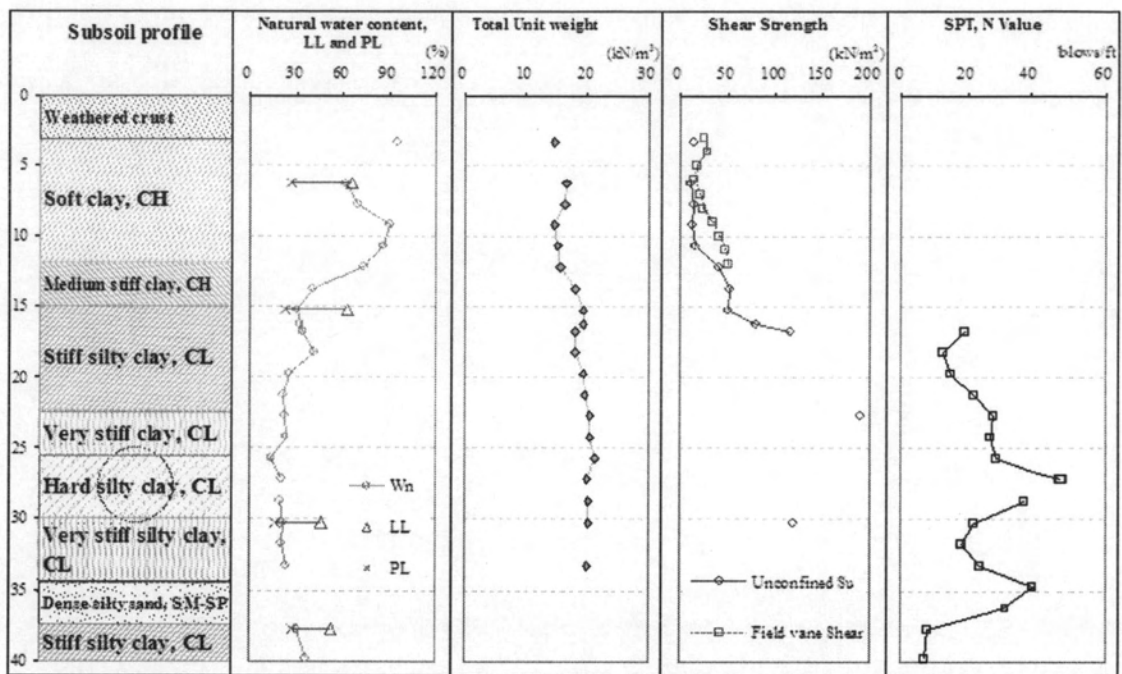 Subsoil profile
Natural water content,
LL and PL
(%)
0 30 60 90 120
Total Unit weight
(kN/m²)
0 10 20 30
Shear Strength
(kN/m²)
0 50 100 150 200
SPT, N Value
blows/ft
0 20 40 60
0
Weathered crust
5
Soft clay, CH
10
Medium stiff clay, CH
15
Stiff silty clay, CL
20
Very stiff clay, CL
25
Hard silty clay, CL
Wn
LL
PL
30
Very stiff silty clay,
CL
Unconfined Su
Field vane Shear
35
Dense silty sand, SM-SP
Stiff silty clay, CL
40